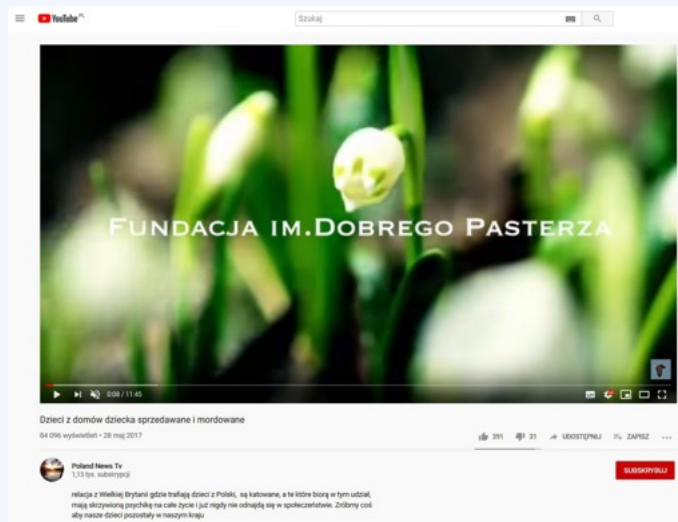 YouTube PL
Szukaj
FUNDACJA IM.DOBREGO PASTERZA
0:08 / 11:45
Dzieci z domów dziecka sprzedawane i mordowane
84 096 wyświetleń • 28 maj 2017
391 31 UDOSTĘPNIJ ZAPISZ
Poland News Tv
1,15 tys. subskrypcji
SUBSKRYBUJ
relacja z Wielkiej Brytanii gdzie trafiają dzieci z Polski, są katowane, a te które biorą w tym udział,
mają skrzywioną psychikę na całe życie i już nigdy nie odnajdą się w społeczeństwie. Zróbmy coś
aby nasze dzieci pozostały w naszym kraju